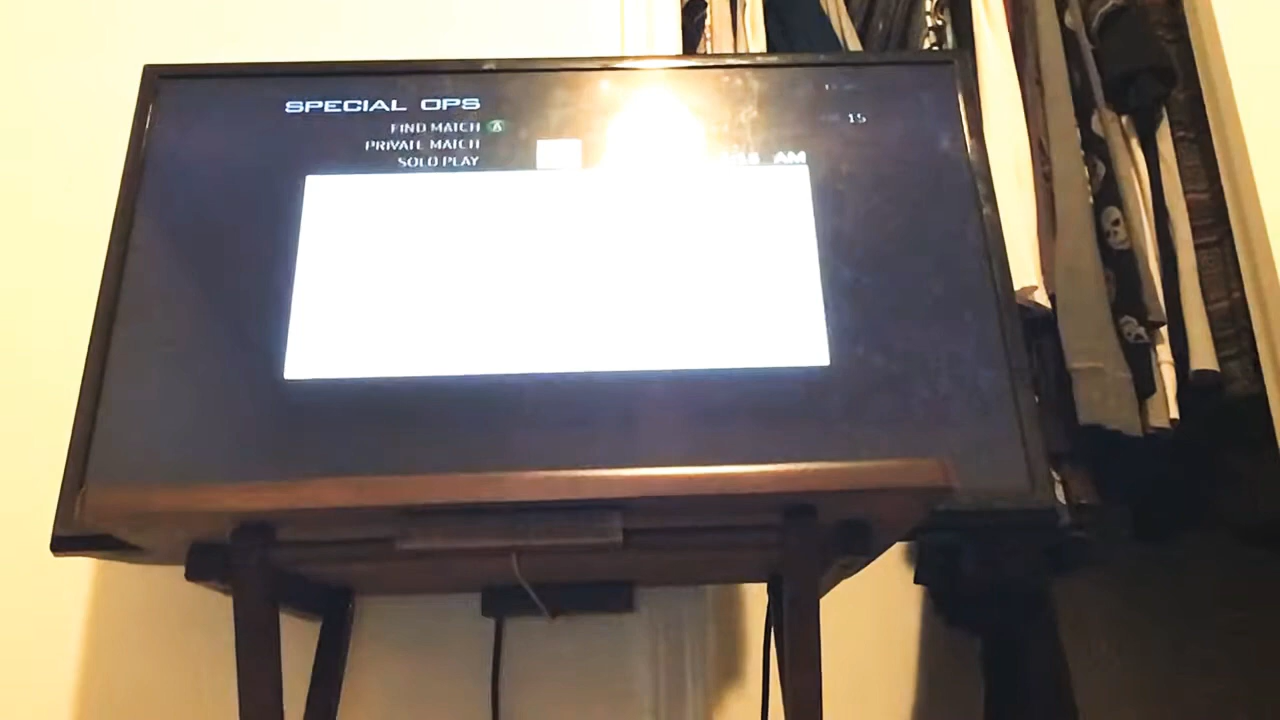 SPECIAL OPS
FIND MATCH A
PRIVATE MATCH
SOLO PLAY
15
AM